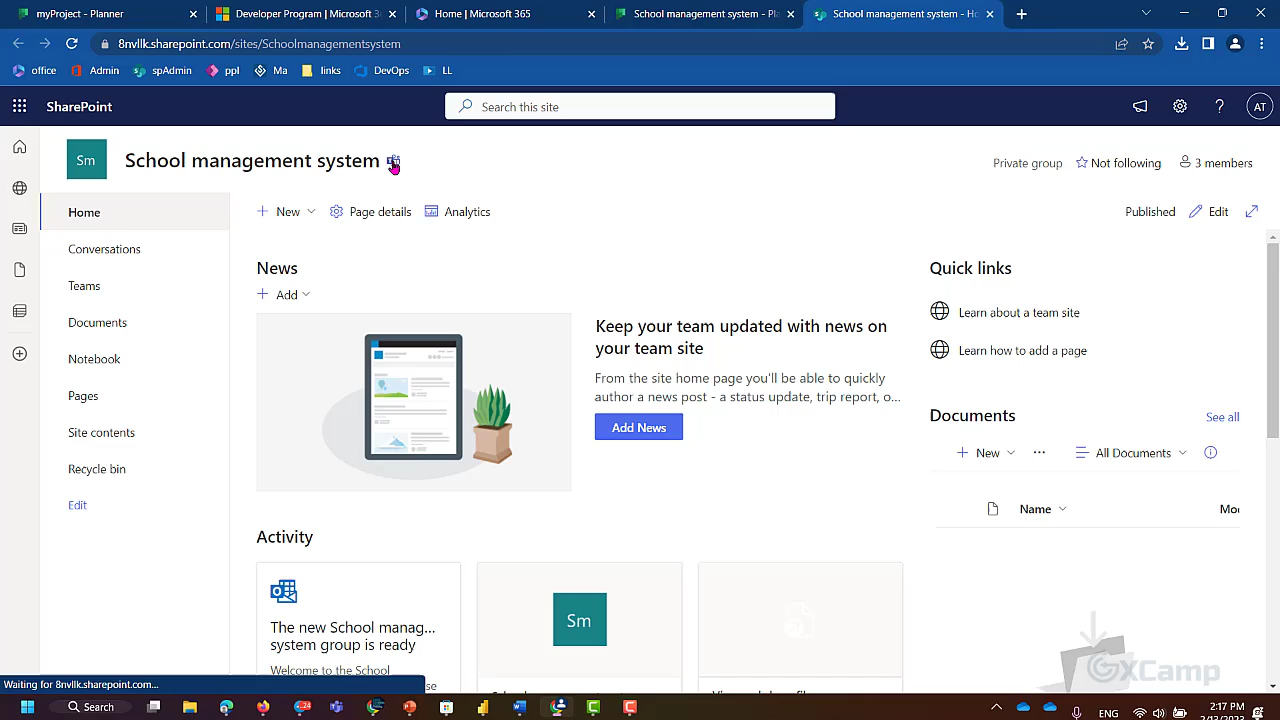 myProject - Planner
Developer Program | Microsoft 36
Home | Microsoft 365
School management system - Pla
School management system - Ho
8nvllk.sharepoint.com/sites/Schoolmanagementsystem
office
Admin
spAdmin
ppl
Ma
links
DevOps
LL
SharePoint
Search this site
AT
Sm
School management system
Private group
Not following
3 members
Home
Conversations
Teams
Documents
Notebook
Pages
Site contents
Recycle bin
Edit
New
Page details
Analytics
Published
Edit
News
Add
Keep your team updated with news on
your team site
From the site home page you'll be able to quickly
author a news post - a status update, trip report, o...
Add News
Quick links
Learn about a team site
Learn how to add a page
Documents
See all
New
All Documents
Name
Activity
The new School manag...
system group is ready
Welcome to the School
Sm
XCamp
Waiting for 8nvllk.sharepoint.com...
Search
ENG
2:17 PM